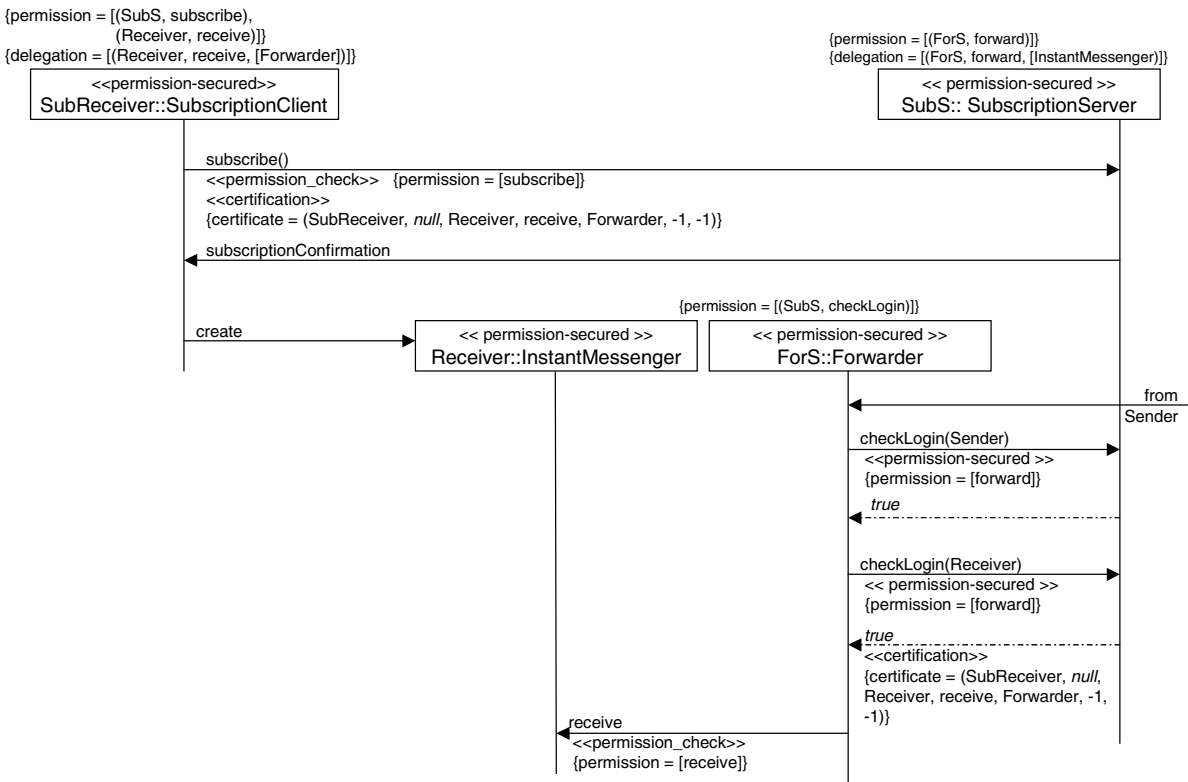 {permission = [(SubS, subscribe),
(Receiver, receive)]}
{delegation = [(Receiver, receive, [Forwarder])]}
{permission = [(ForS, forward)]}
{delegation = [(ForS, forward, [InstantMessenger)]}
<<permission-secured>>
SubReceiver::SubscriptionClient
<< permission-secured >>
SubS:: SubscriptionServer
subscribe()
<<permission_check>> {permission = [subscribe]}
<<certification>>
{certificate = (SubReceiver, null, Receiver, receive, Forwarder, -1, -1)}
subscriptionConfirmation
{permission = [(SubS, checkLogin)]}
create
<< permission-secured >>
Receiver::InstantMessenger
<< permission-secured >>
ForS::Forwarder
from
Sender
checkLogin(Sender)
<<permission-secured >>
{permission = [forward]}
true
checkLogin(Receiver)
<< permission-secured >>
{permission = [forward]}
true
<<certification>>
{certificate = (SubReceiver, null,
Receiver, receive, Forwarder, -1,
-1)}
receive
<<permission_check>>
{permission = [receive]}